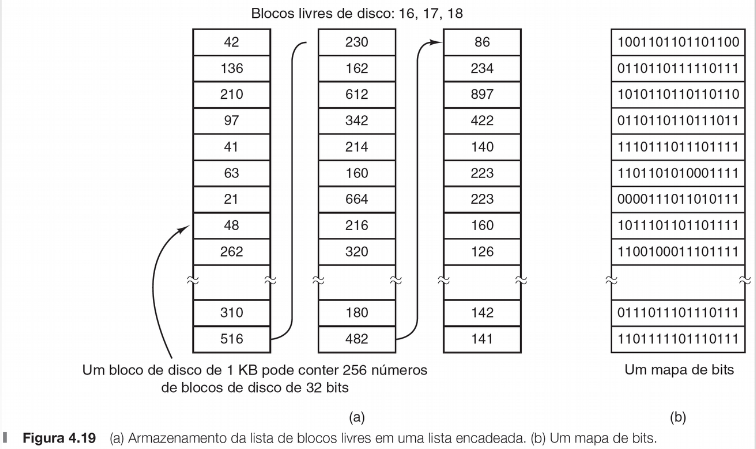 Blocos livres de disco: 16, 17, 18
42 230 86 1001101101101100
136 162 234 0110110111110111
210 612 897 1010110110110110
97 342 422 0110110110111011
41 214 140 1110111011101111
63 160 223 1101101010001111
21 664 223 0000111011010111
48 216 160 1011101101101111
262 320 126 1100100011101111
310 180 142 0111011101110111
516 482 141 1101111101110111
Um bloco de disco de 1 KB pode conter 256 números
de blocos de disco de 32 bits
Um mapa de bits
(a) (b)
Figura 4.19 (a) Armazenamento da lista de blocos livres em uma lista encadeada. (b) Um mapa de bits.